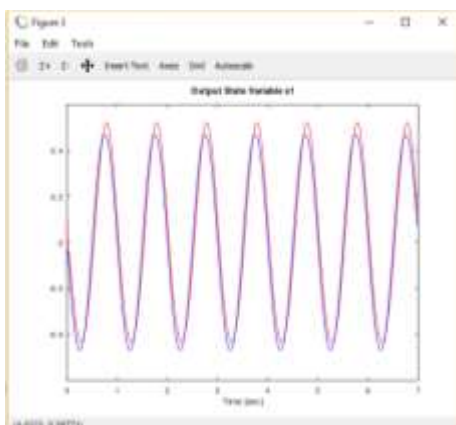 Figure 1
File Edit Tools
Z+ Z- Insert Text Axes Grid Autoscale
Output State Variable x1
0.4
0.2
0
-0.2
-0.4
0 1 2 3 4 5 6 7
Time (sec)